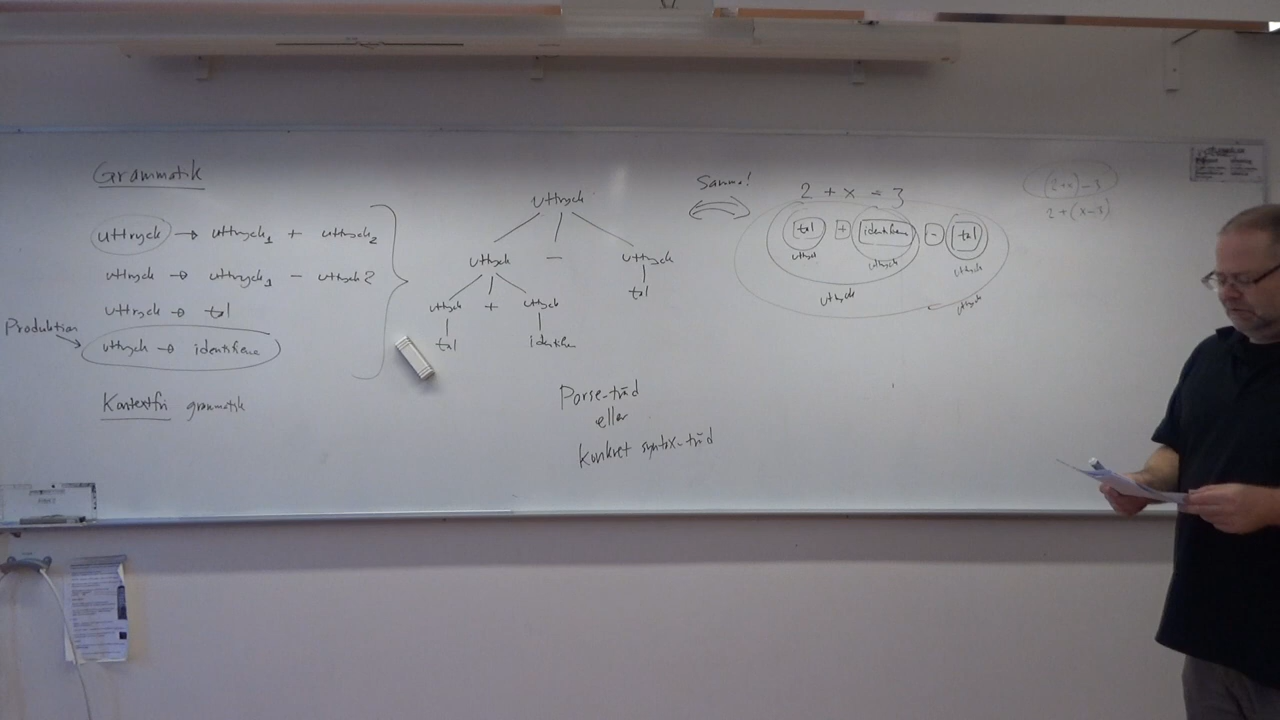 Grammatik
uttryck → uttryck1 + uttryck2
uttryck → uttryck1 - uttryck2
uttryck → tal
Produktion
uttryck → identifierare
Kontextfri grammatik
uttryck
uttryck - uttryck
tal
uttryck + uttryck
tal identifierare
Parse-träd
eller
konkret syntax-träd
Samma!
2 + x - 3
tal + identifierare - tal
uttryck uttryck uttryck
uttryck uttryck
(2+x)-3
2+(x-3)